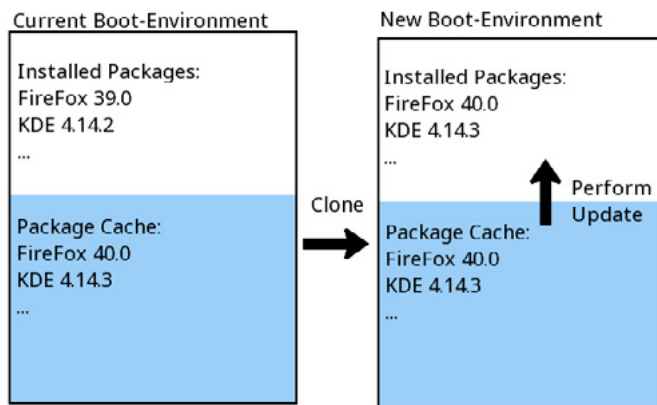 Current Boot-Environment
Installed Packages:
FireFox 39.0
KDE 4.14.2
...
Package Cache:
FireFox 40.0
KDE 4.14.3
...
Clone
New Boot-Environment
Installed Packages:
FireFox 40.0
KDE 4.14.3
...
Perform
Update
Package Cache:
FireFox 40.0
KDE 4.14.3
...